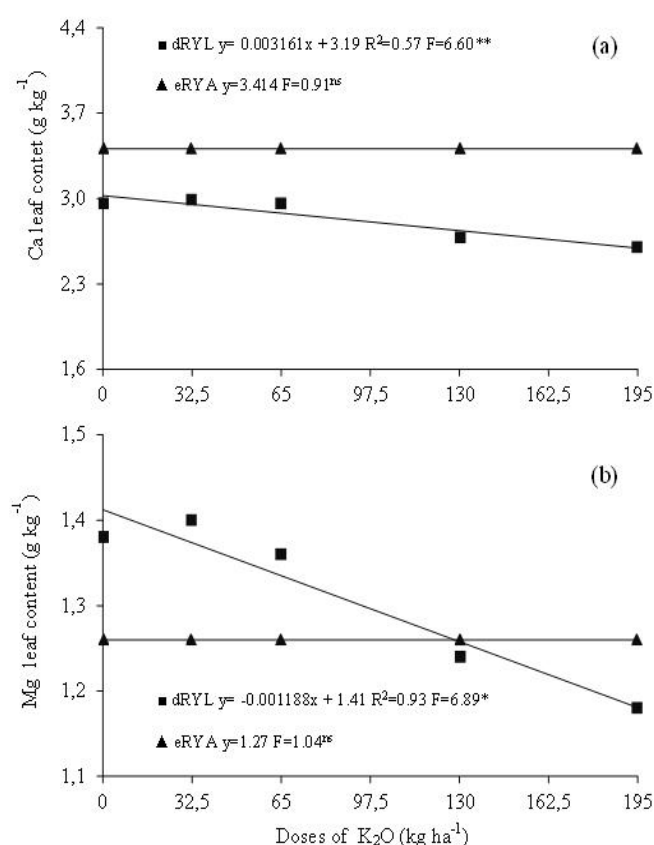 4,4
■ dRYL y= 0.003161x + 3.19 R²=0.57 F=6.60**
(a)
▲ eRYA y=3.414 F=0.91ⁿˢ
3,7
3,0
2,3
1,6
Ca leaf contet (g kg⁻¹)
0 32,5 65 97,5 130 162,5 195
1,5
(b)
1,4
1,3
1,2
■ dRYL y= -0.001188x + 1.41 R²=0.93 F=6.89*
▲ eRYA y=1.27 F=1.04ⁿˢ
1,1
Mg leaf content (g kg⁻¹)
0 32,5 65 97,5 130 162,5 195
Doses of K₂O (kg ha⁻¹)